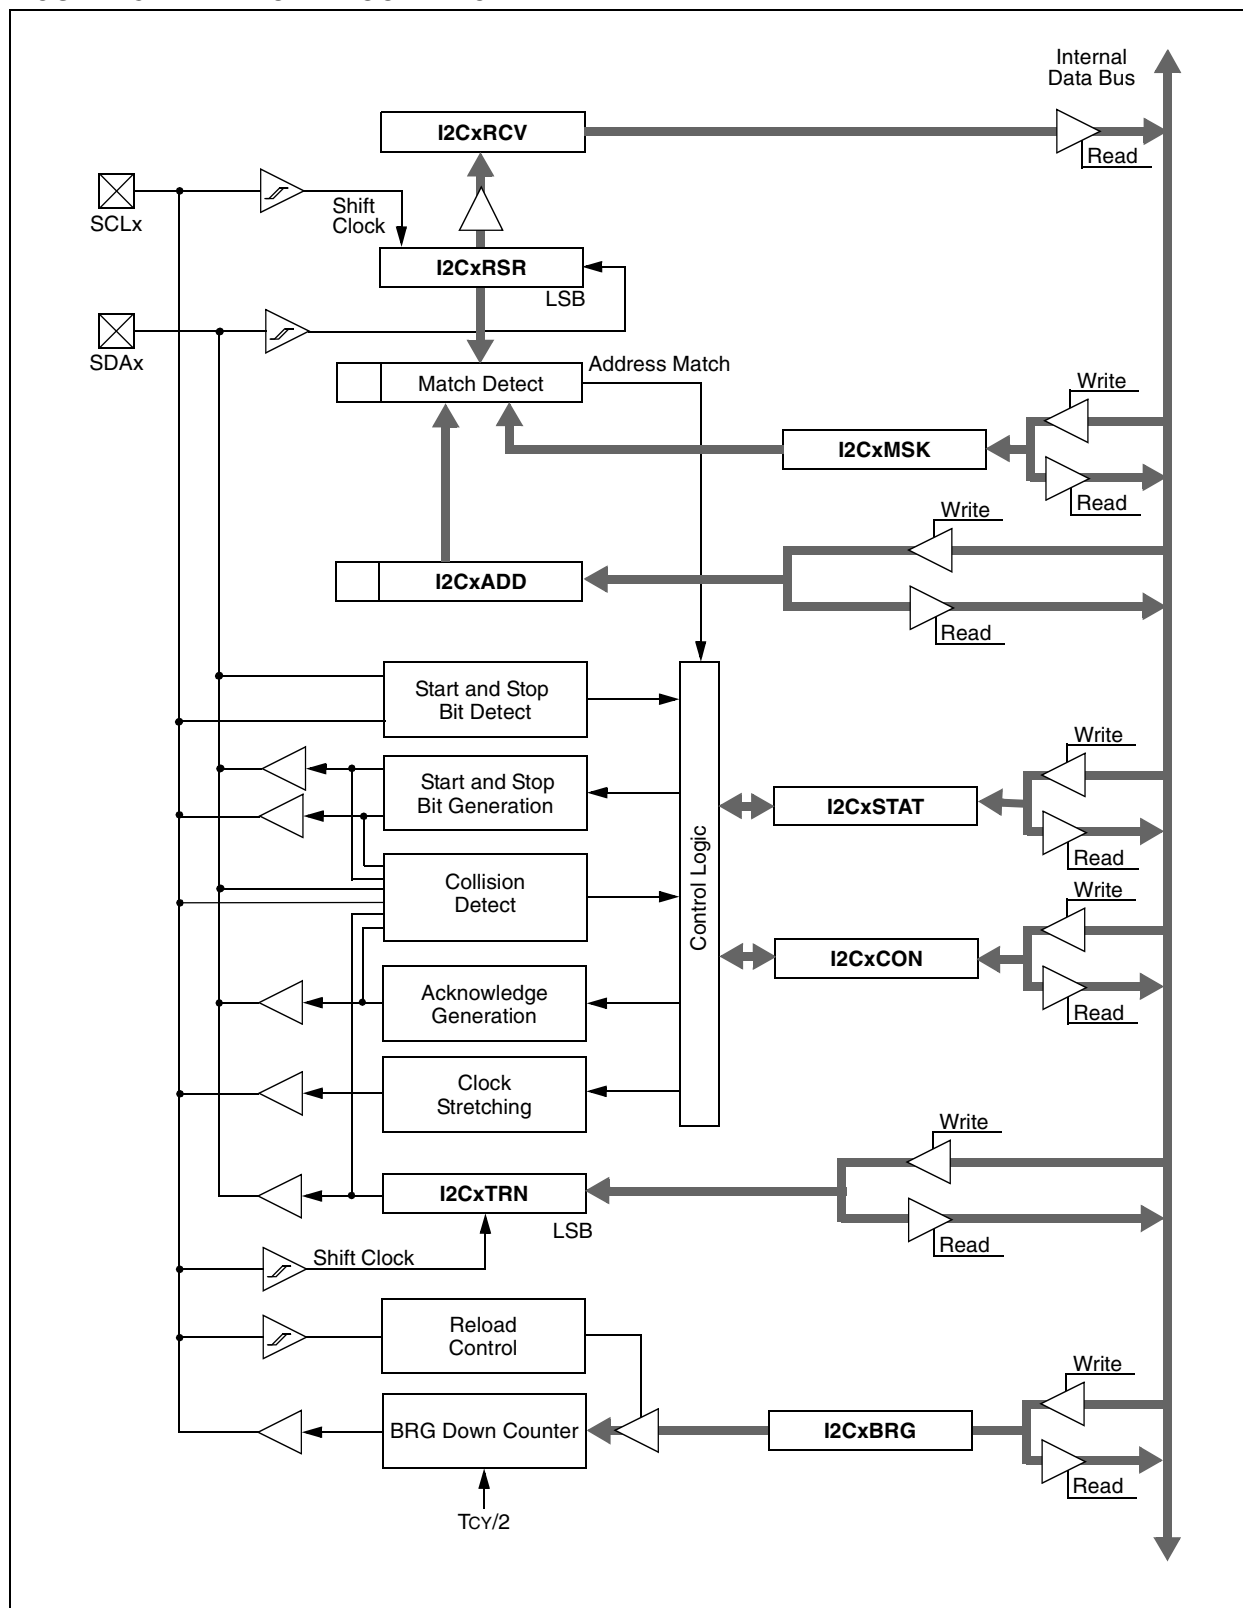 Internal
Data Bus
I2CxRCV
Read
SCLx
Shift
Clock
I2CxRSR
LSB
SDAx
Address Match
Match Detect
Write
I2CxMSK
Read
Write
I2CxADD
Read
Start and Stop
Bit Detect
Write
Start and Stop
Bit Generation
I2CxSTAT
Read
Control Logic
Collision
Detect
Write
I2CxCON
Acknowledge
Generation
Read
Clock
Stretching
Write
I2CxTRN
LSB
Read
Shift Clock
Reload
Control
Write
BRG Down Counter
I2CxBRG
Read
TCY/2